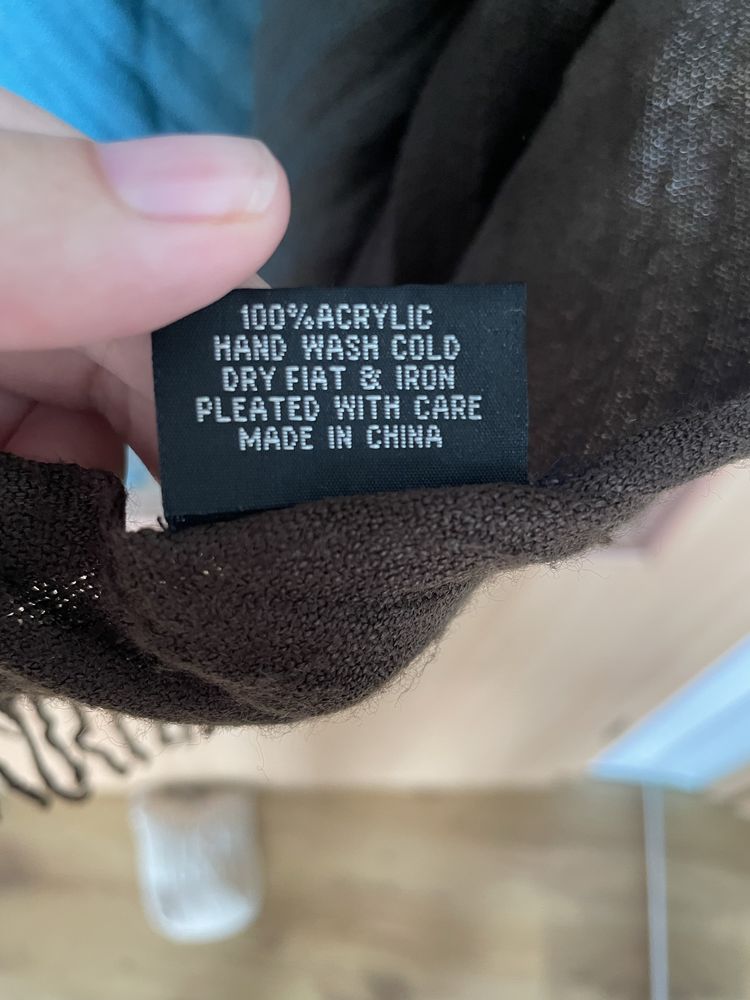 100%ACRYLIC
HAND WASH COLD
DRY FIAT & IRON
PLEATED WITH CARE
MADE IN CHINA